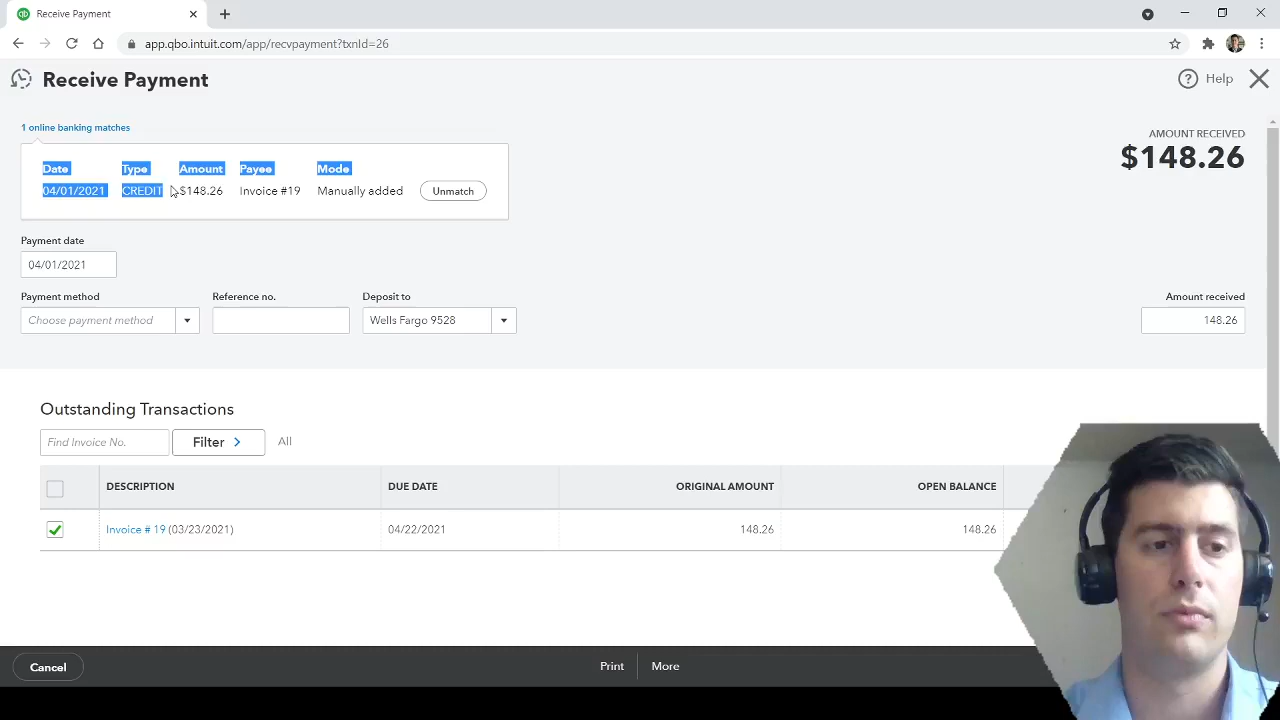 Receive Payment
app.qbo.intuit.com/app/recvpayment?txnId=26
Receive Payment
Help
1 online banking matches
AMOUNT RECEIVED
$148.26
Date Type Amount Payee Mode
04/01/2021 CREDIT $148.26 Invoice #19 Manually added Unmatch
Payment date
04/01/2021
Payment method Reference no. Deposit to Amount received
Choose payment method Wells Fargo 9528 148.26
Outstanding Transactions
Find Invoice No. Filter All
DESCRIPTION DUE DATE ORIGINAL AMOUNT OPEN BALANCE
Invoice # 19 (03/23/2021) 04/22/2021 148.26 148.26
Cancel Print More